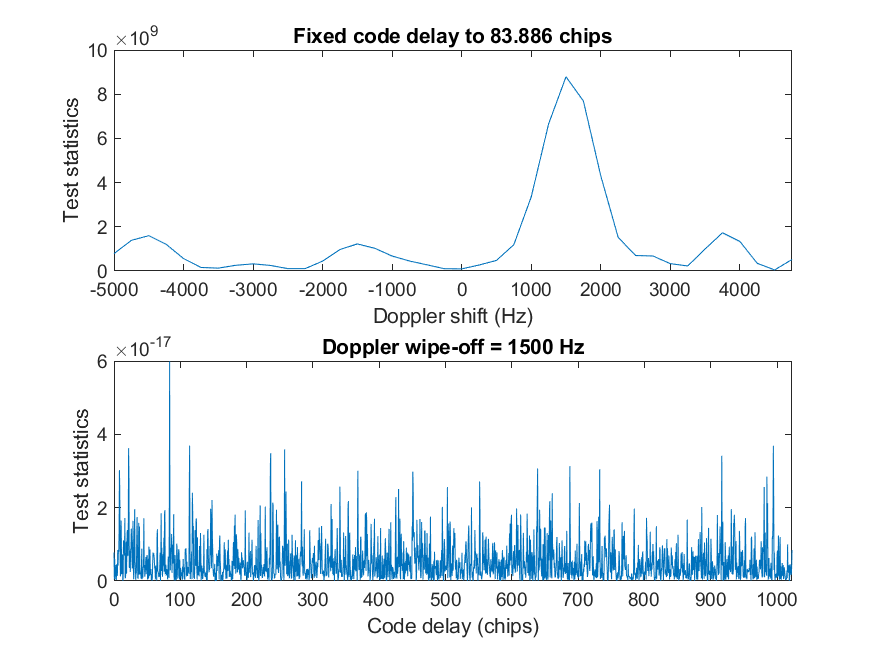 ×10^9
Fixed code delay to 83.886 chips
10
8
6
4
2
0
Test statistics
-5000 -4000 -3000 -2000 -1000 0 1000 2000 3000 4000
Doppler shift (Hz)
×10^-17
Doppler wipe-off = 1500 Hz
6
4
2
0
Test statistics
0 100 200 300 400 500 600 700 800 900 1000
Code delay (chips)